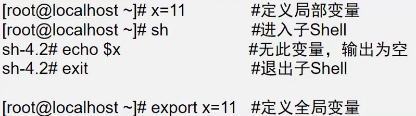 [root@localhost ~]# x=11 #定义局部变量
[root@localhost ~]# sh #进入子Shell
sh-4.2# echo $x #无此变量，输出为空
sh-4.2# exit #退出子Shell
[root@localhost ~]# export x=11 #定义全局变量